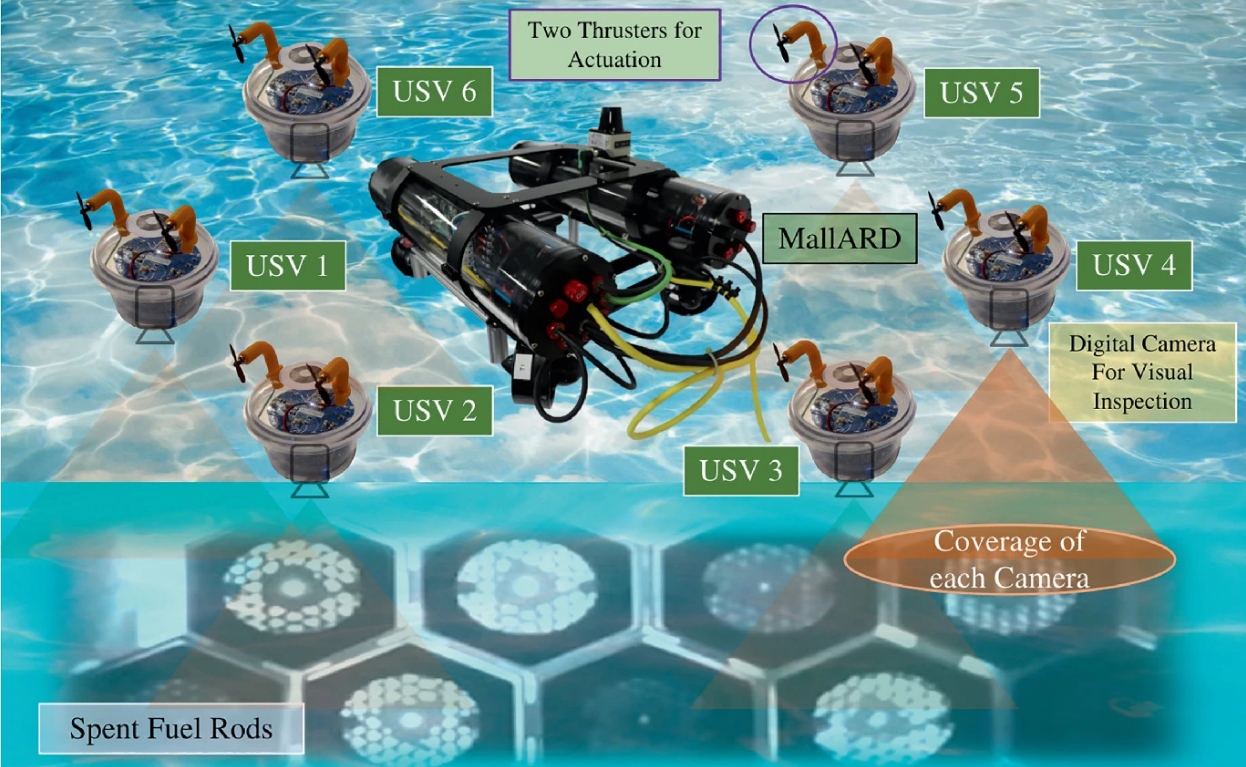 Two Thrusters for
Actuation
USV 6
USV 5
MallARD
USV 1
USV 4
Digital Camera
For Visual
Inspection
USV 2
USV 3
Coverage of
each Camera
Spent Fuel Rods